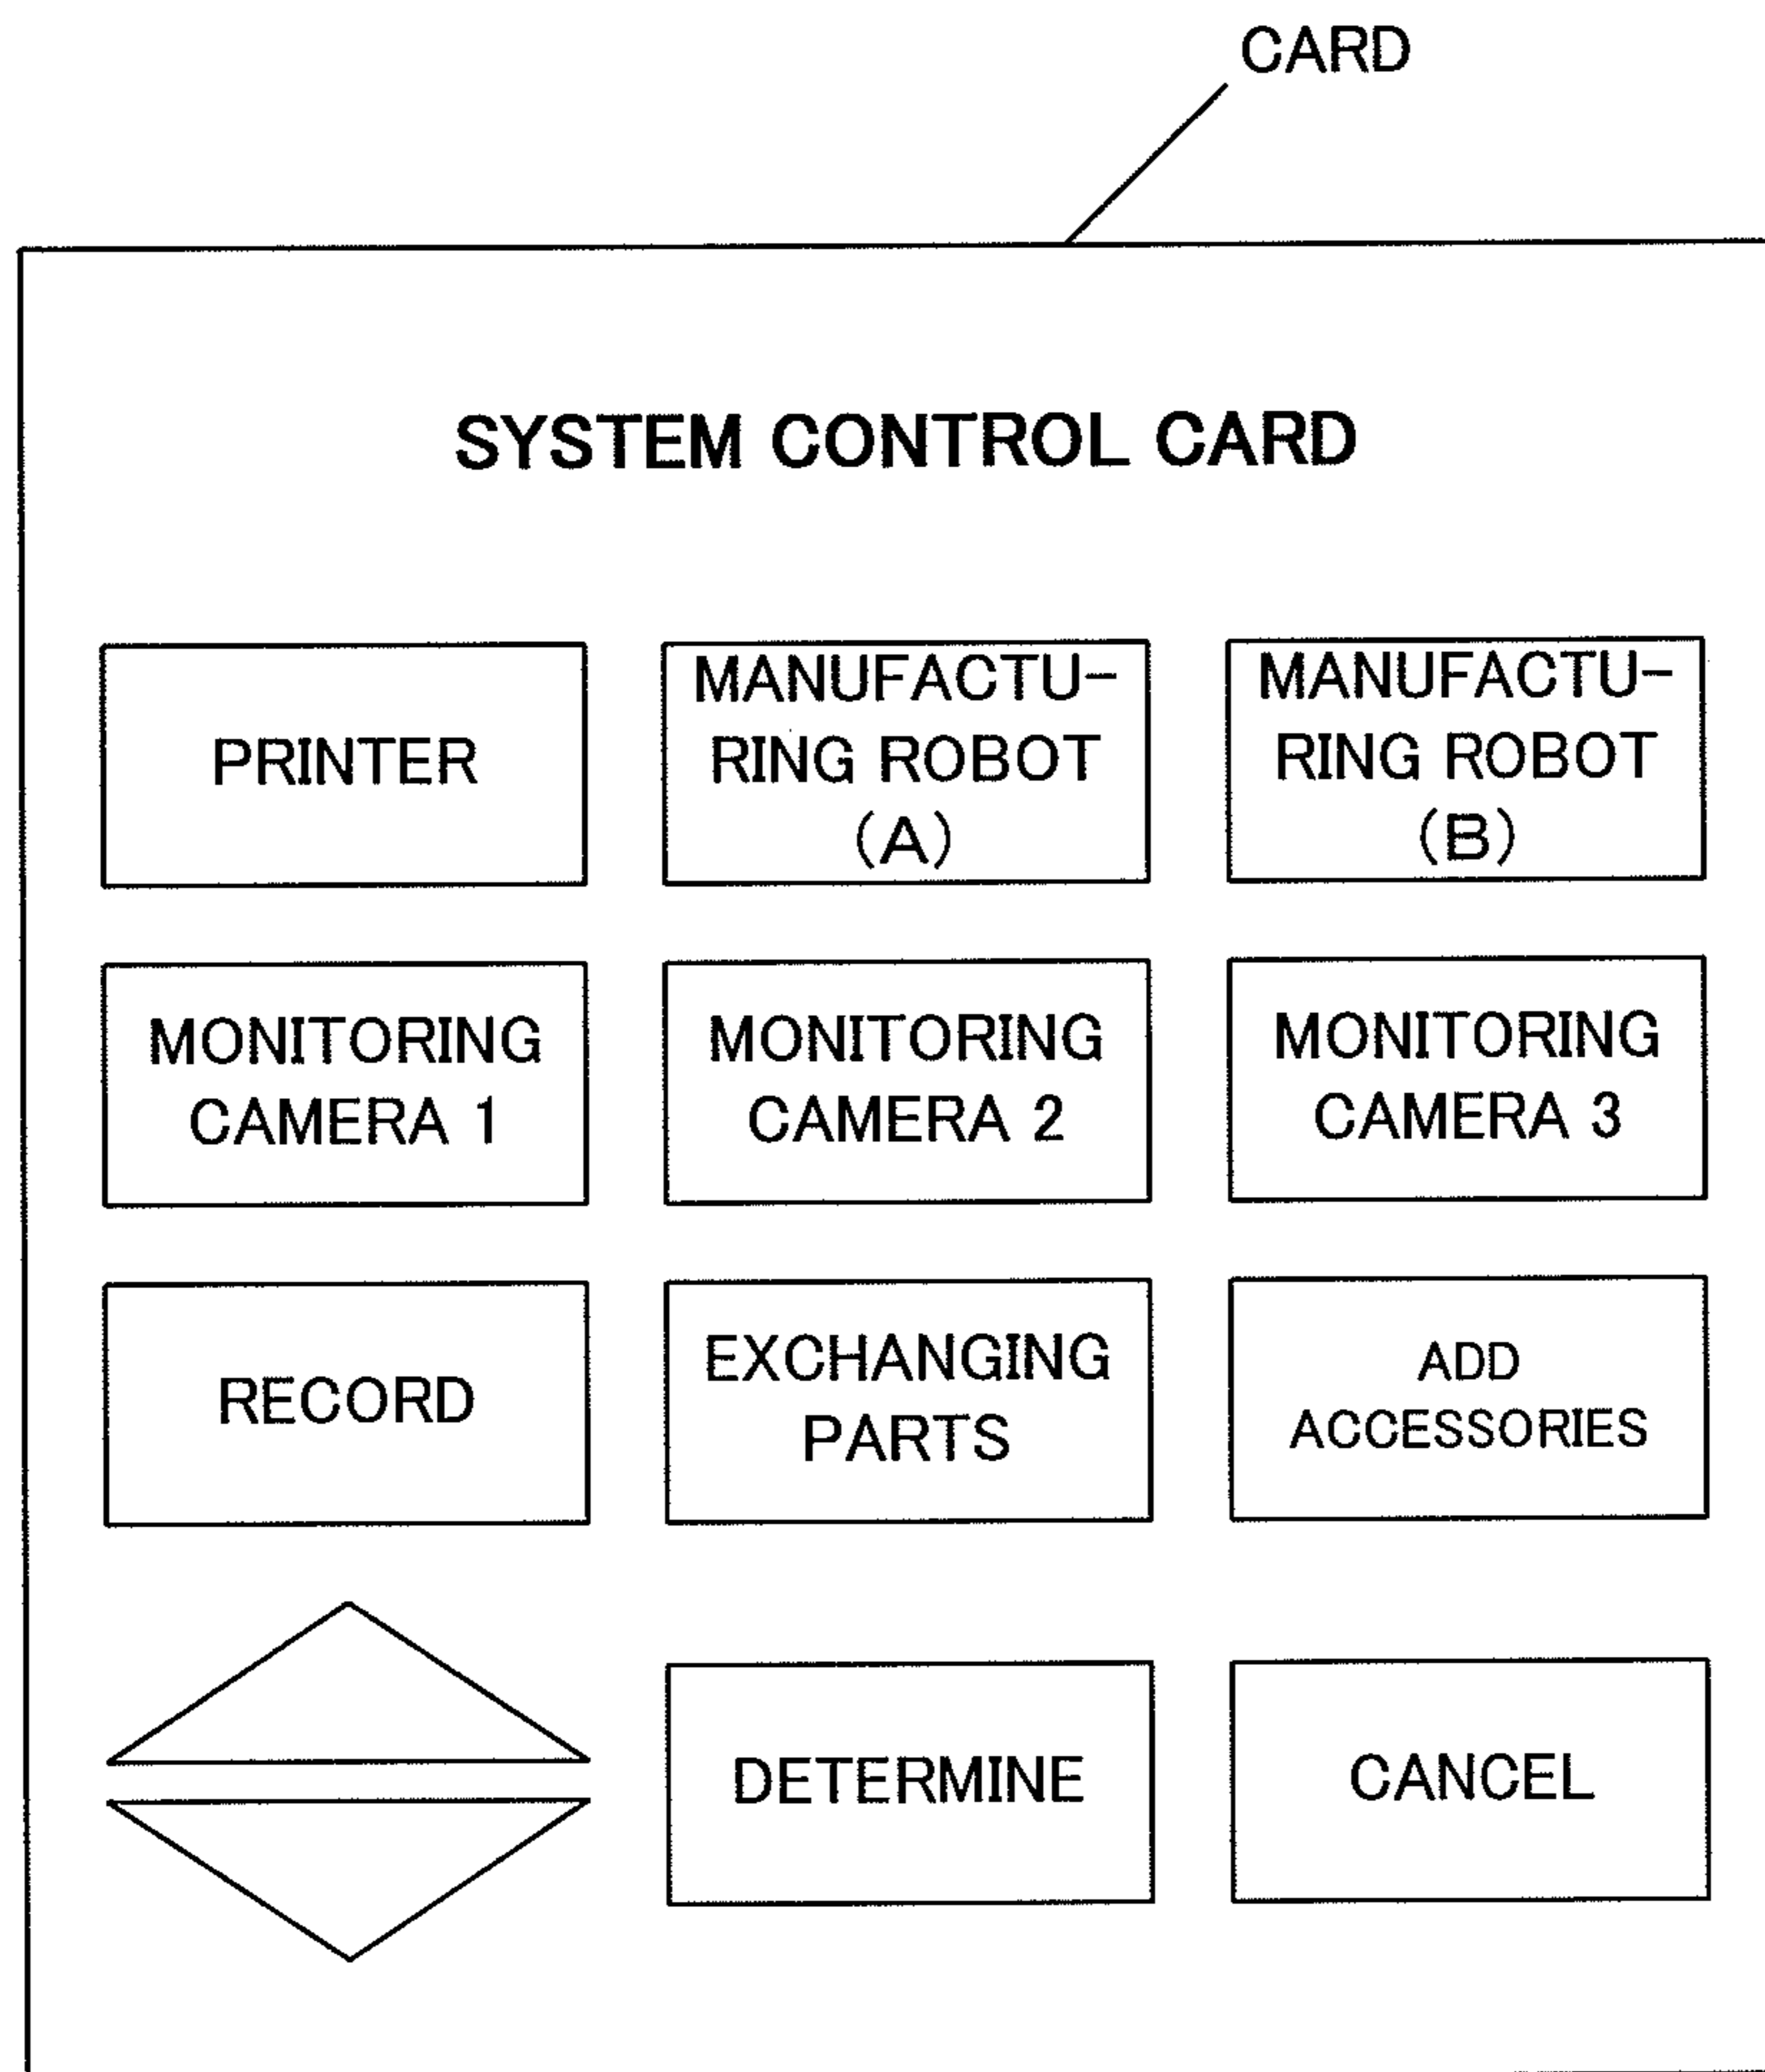 CARD
SYSTEM CONTROL CARD
PRINTER
MANUFACTU-
RING ROBOT
(A)
MANUFACTU-
RING ROBOT
(B)
MONITORING
CAMERA 1
MONITORING
CAMERA 2
MONITORING
CAMERA 3
RECORD
EXCHANGING
PARTS
ADD
ACCESSORIES
DETERMINE
CANCEL